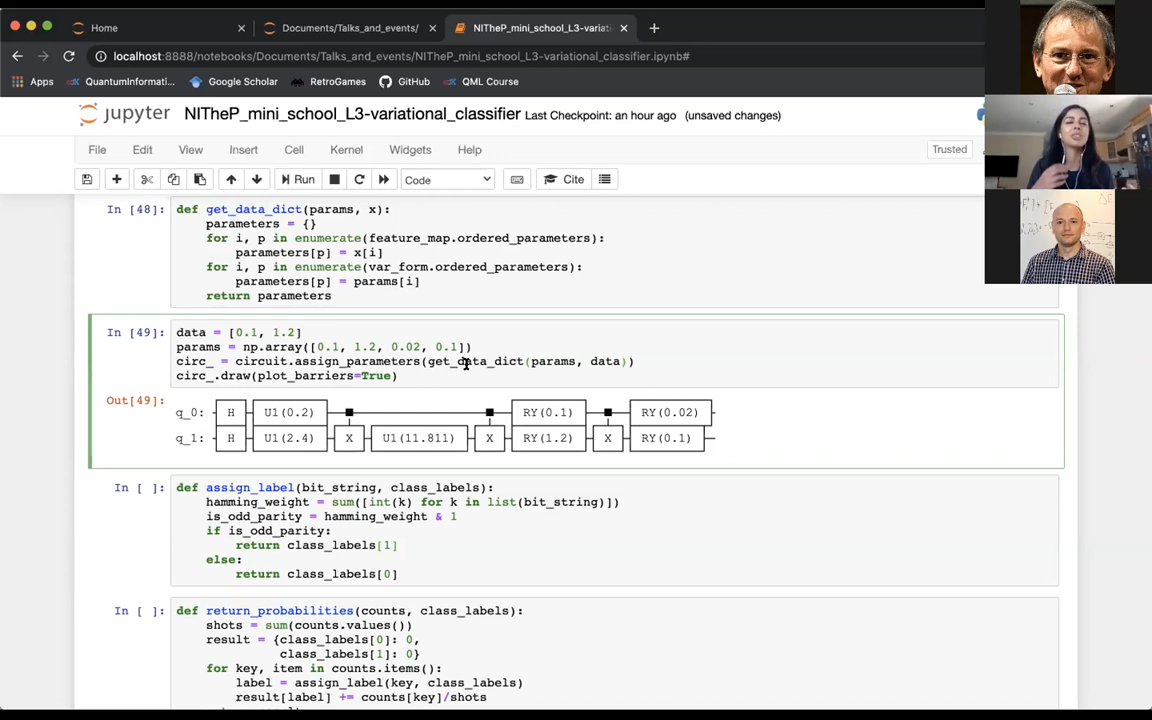 Home
Documents/Talks_and_events/
NITheP_mini_school_L3-variati
localhost:8888/notebooks/Documents/Talks_and_events/NITheP_mini_school_L3-variational_classifier.ipynb#
Apps QuantumInformati... Google Scholar RetroGames GitHub QML Course
jupyter NITheP_mini_school_L3-variational_classifier Last Checkpoint: an hour ago (unsaved changes)
File Edit View Insert Cell Kernel Widgets Help Trusted
Run Code Cite
In [48]: def get_data_dict(params, x):
parameters = {}
for i, p in enumerate(feature_map.ordered_parameters):
parameters[p] = x[i]
for i, p in enumerate(var_form.ordered_parameters):
parameters[p] = params[i]
return parameters
In [49]: data = [0.1, 1.2]
params = np.array([0.1, 1.2, 0.02, 0.1])
circ_ = circuit.assign_parameters(get_data_dict(params, data))
circ_.draw(plot_barriers=True)
Out[49]:
q_0: H U1(0.2) RY(0.1) RY(0.02)
q_1: H U1(2.4) X U1(11.811) X RY(1.2) X RY(0.1)
In [ ]: def assign_label(bit_string, class_labels):
hamming_weight = sum([int(k) for k in list(bit_string)])
is_odd_parity = hamming_weight & 1
if is_odd_parity:
return class_labels[1]
else:
return class_labels[0]
In [ ]: def return_probabilities(counts, class_labels):
shots = sum(counts.values())
result = {class_labels[0]: 0,
class_labels[1]: 0}
for key, item in counts.items():
label = assign_label(key, class_labels)
result[label] += counts[key]/shots